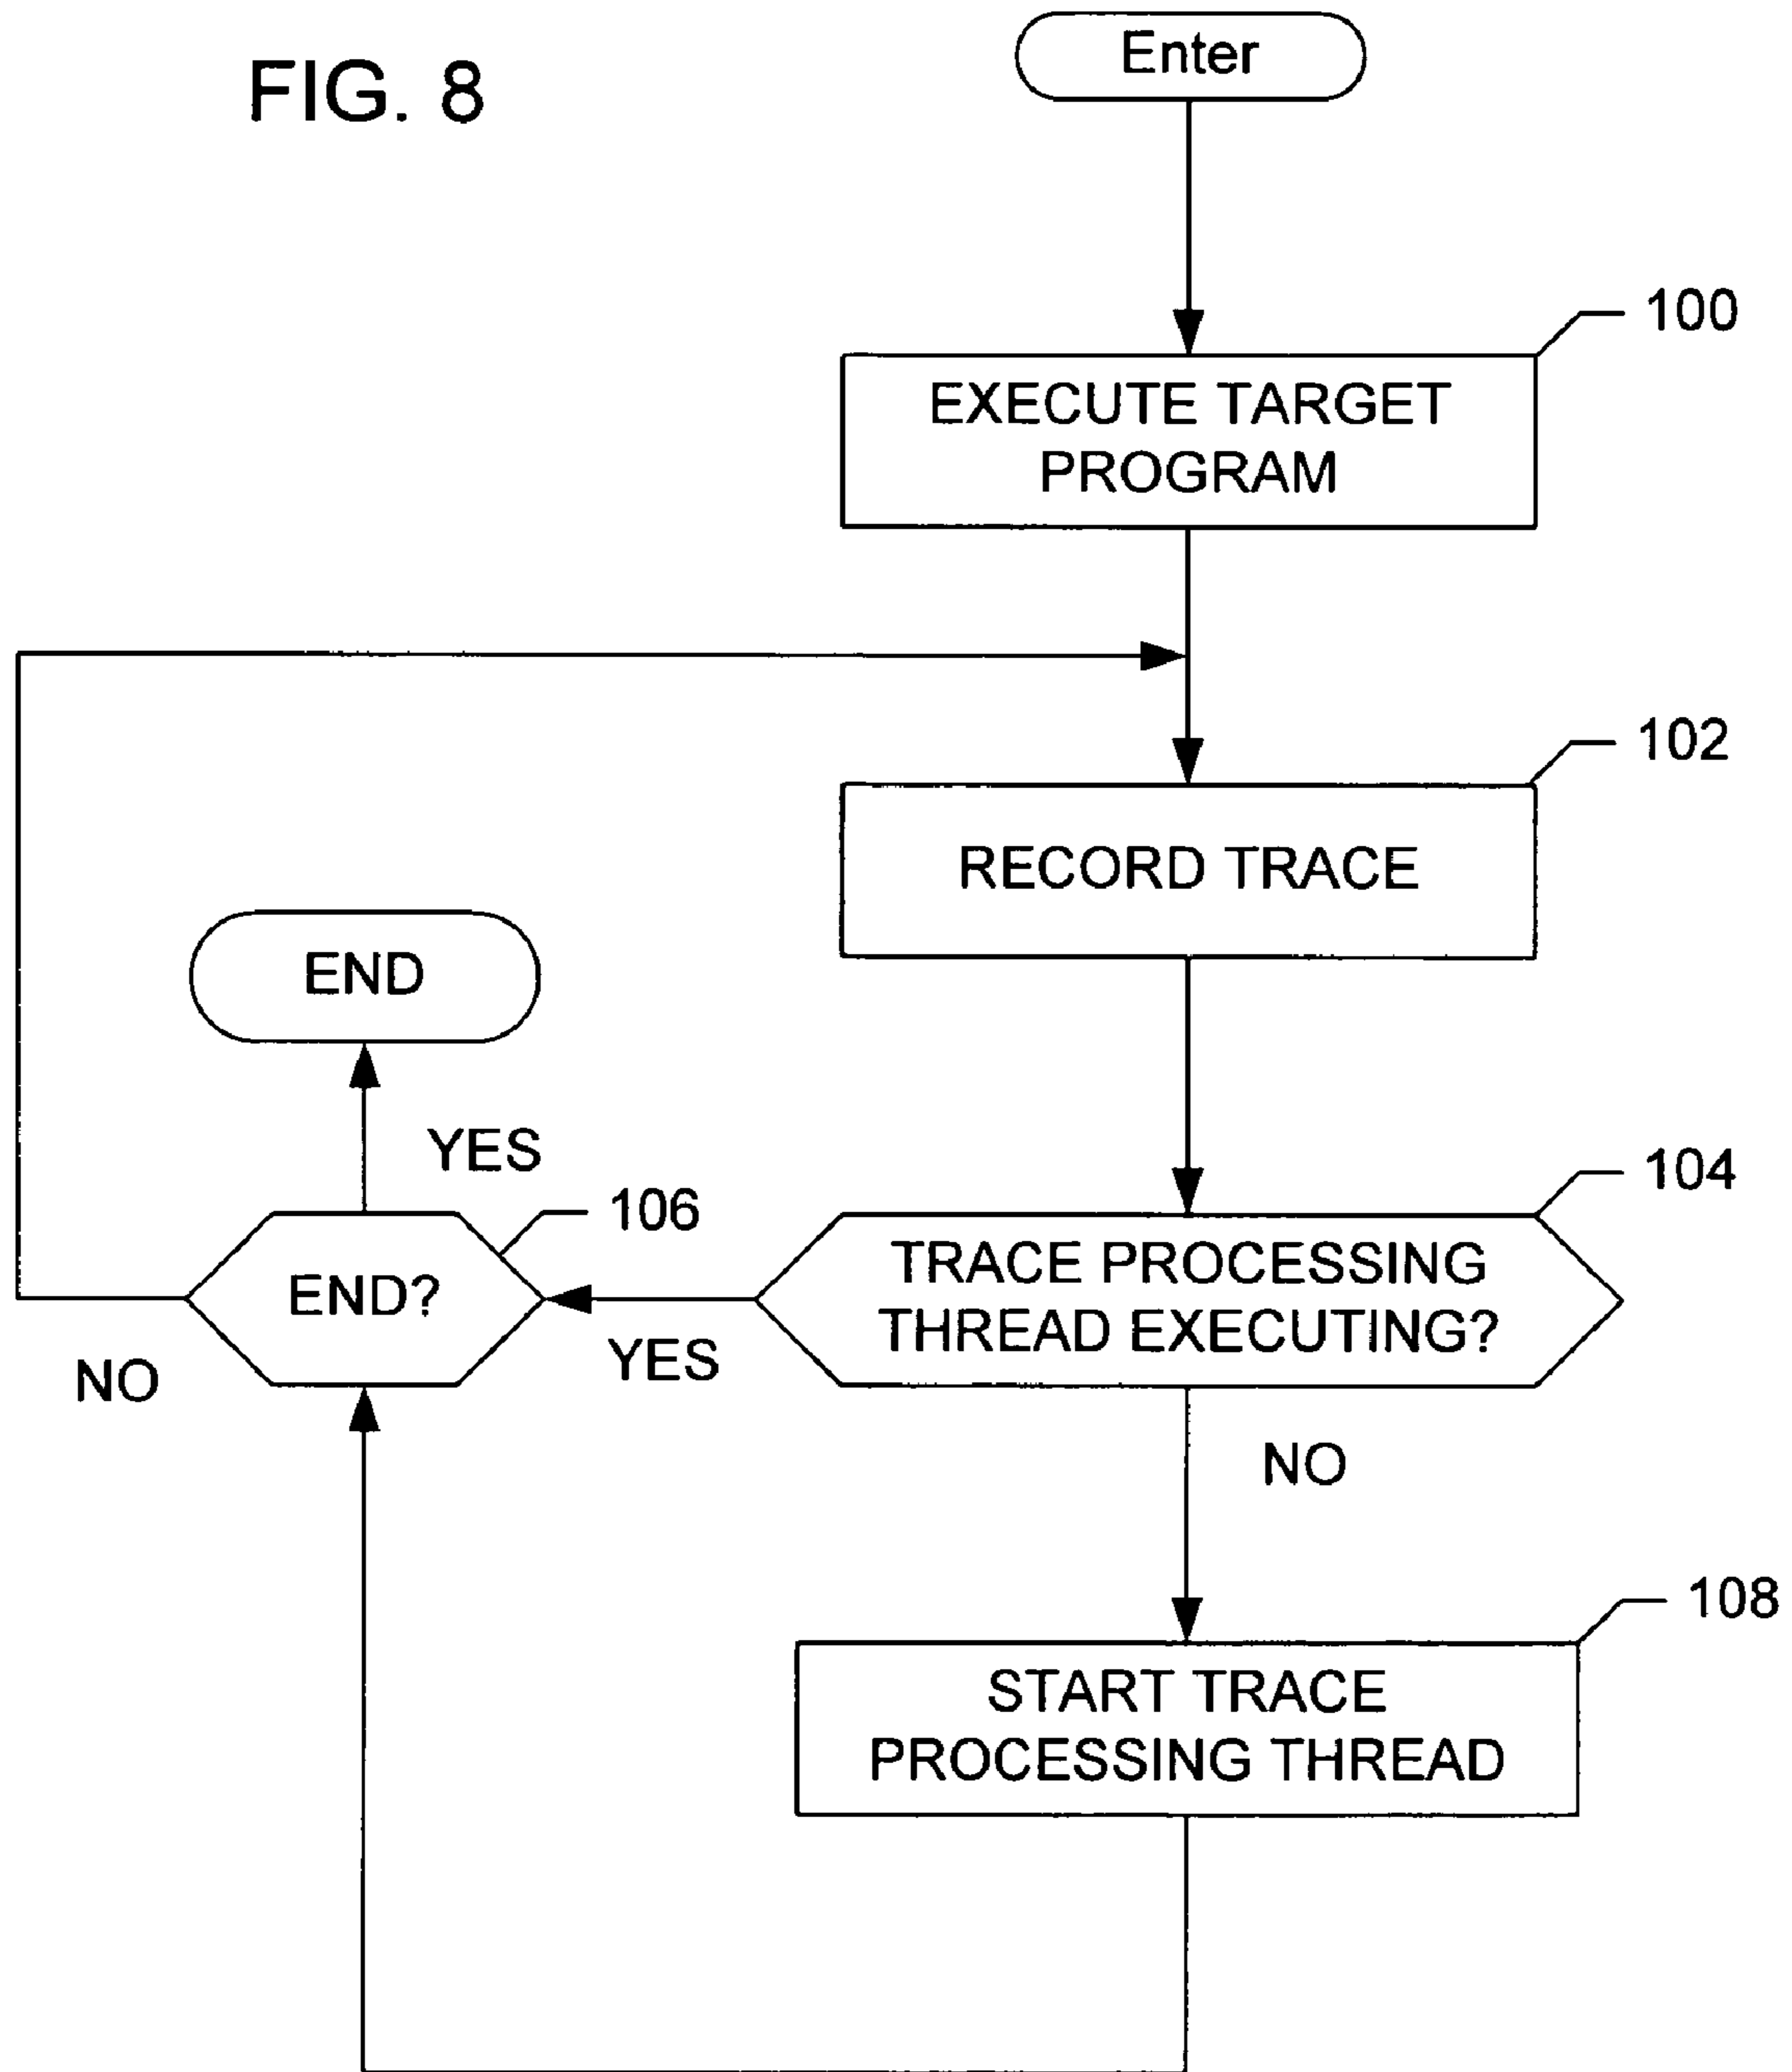 FIG. 8
Enter
100
EXECUTE TARGET
PROGRAM
102
RECORD TRACE
END
YES
104
106
TRACE PROCESSING
THREAD EXECUTING?
END?
YES
NO
NO
108
START TRACE
PROCESSING THREAD